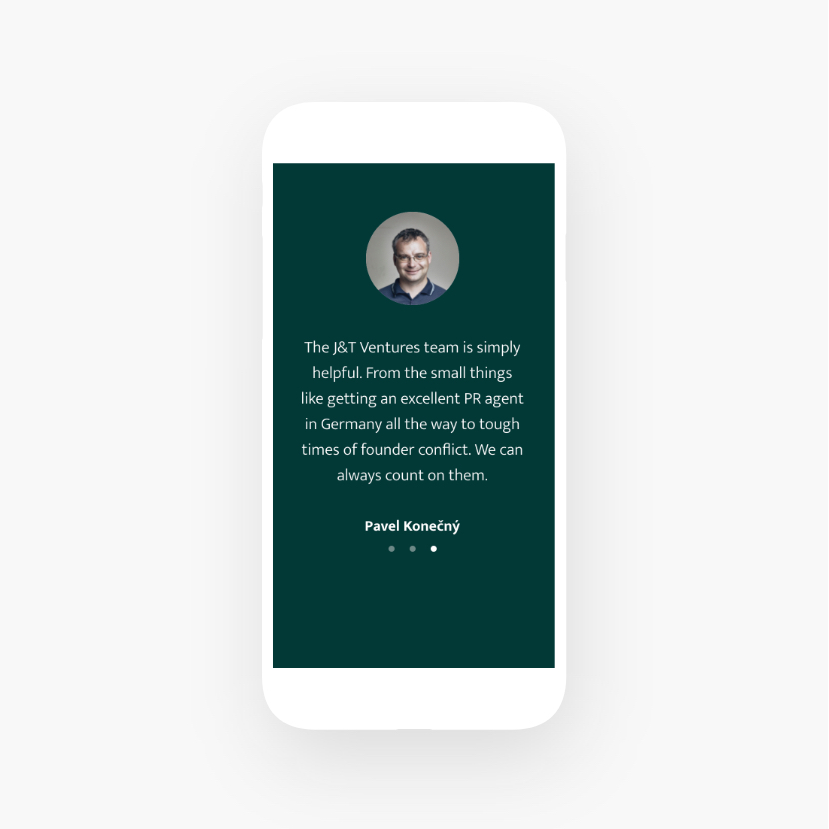 The J&T Ventures team is simply
helpful. From the small things
like getting an excellent PR agent
in Germany all the way to tough
times of founder conflict. We can
always count on them.
Pavel Konečný